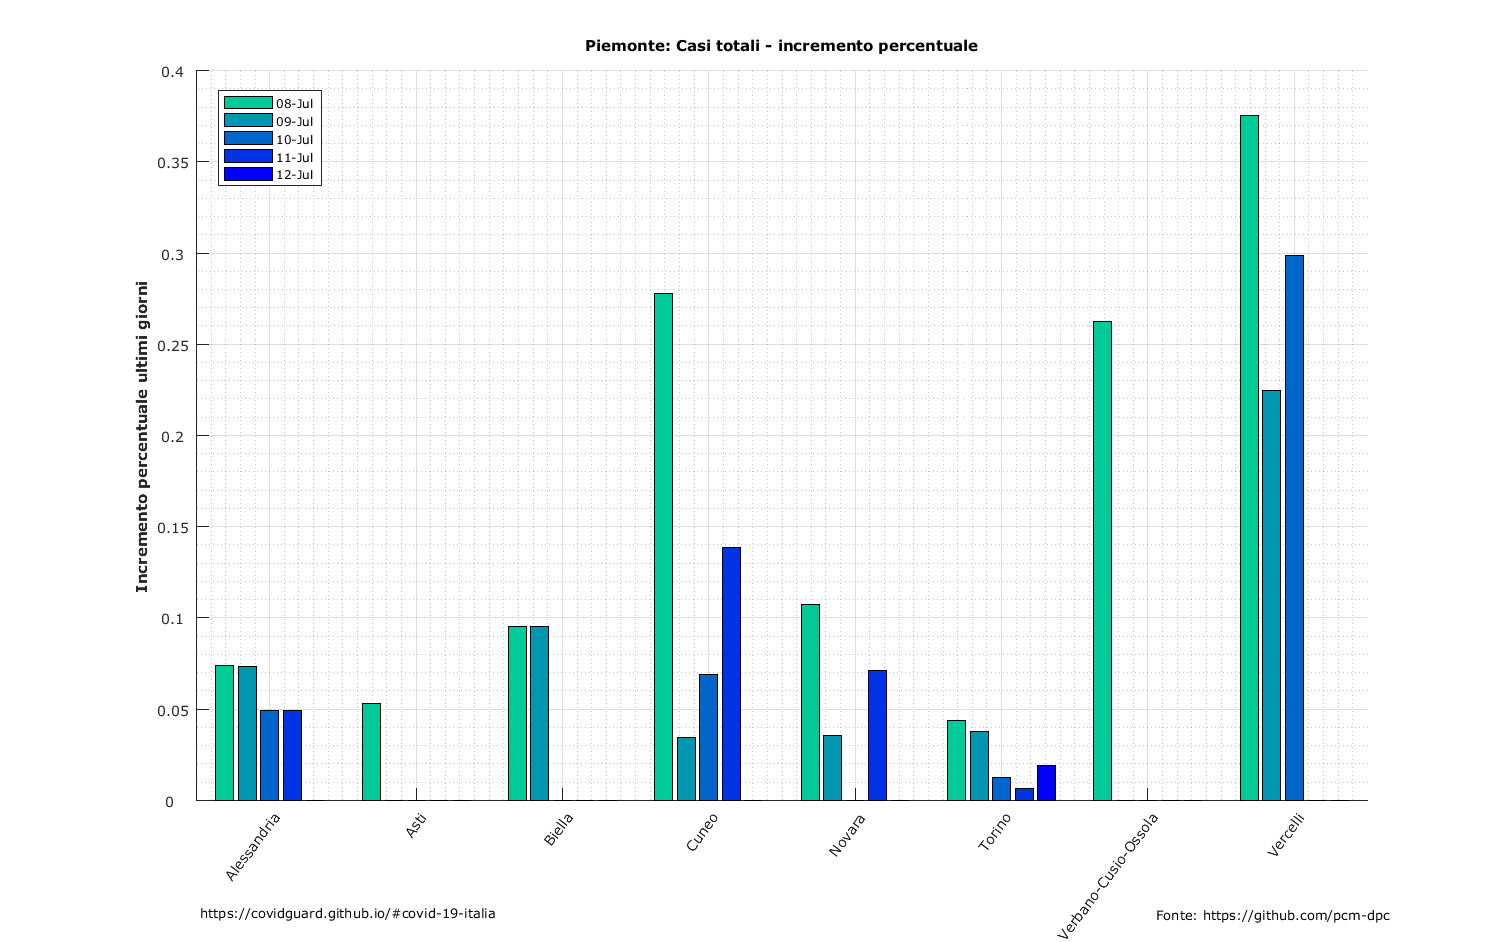 Piemonte: Casi totali - incremento percentuale
0.4
0.35
0.3
0.25
0.2
0.15
0.1
0.05
0
Incremento percentuale ultimi giorni
08-Jul
09-Jul
10-Jul
11-Jul
12-Jul
Alessandria
Asti
Biella
Cuneo
Novara
Torino
Verbano-Cusio-Ossola
Vercelli
https://covidguard.github.io/#covid-19-italia
Fonte: https://github.com/pcm-dpc